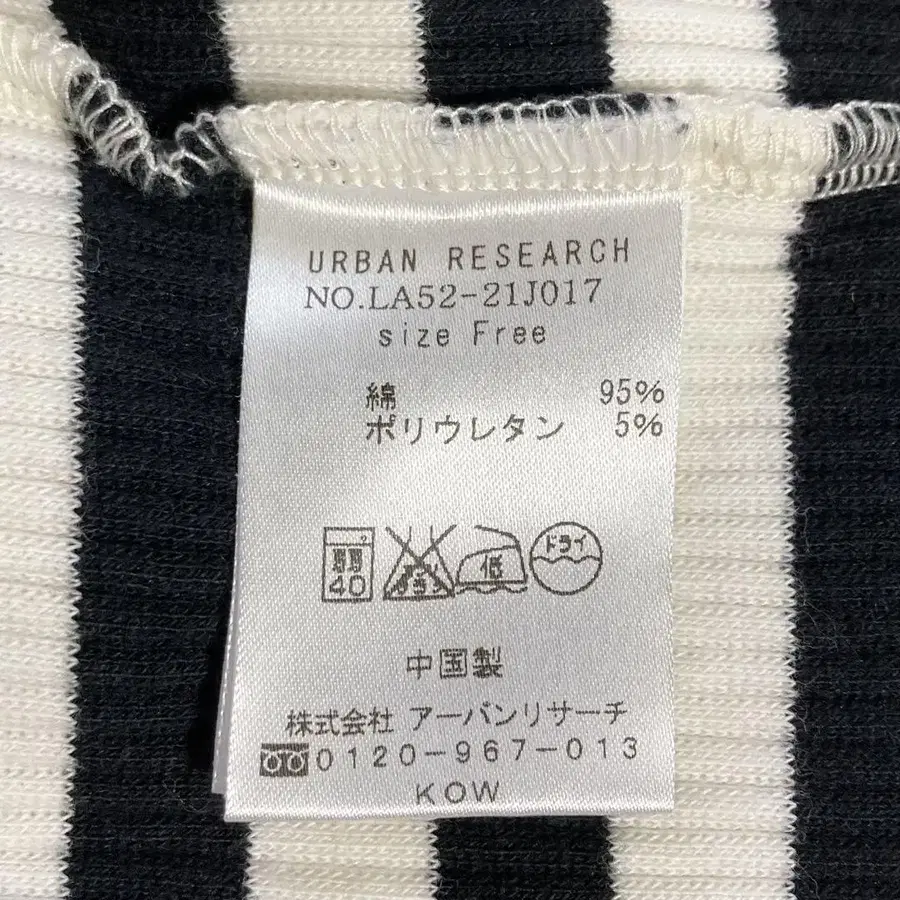 URBAN RESEARCH
NO.LA52-21J017
size Free
綿 95%
ポリウレタン 5%
40 低 ドライ
中国製
株式会社 アーバンリサーチ
0120-967-013
KOW